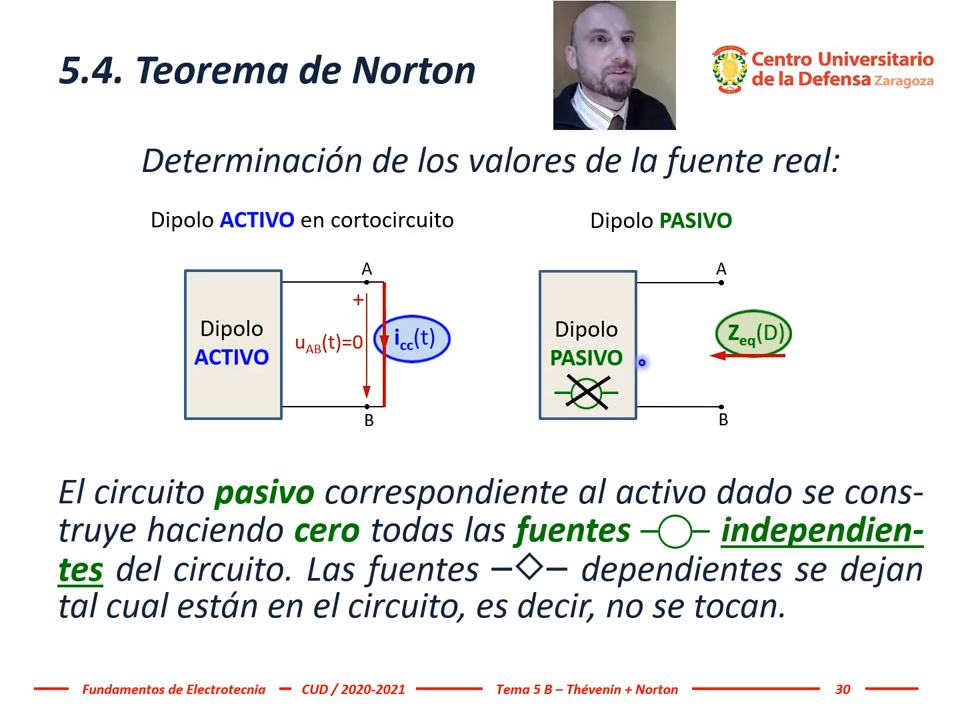 5.4. Teorema de Norton
Centro Universitario
de la Defensa Zaragoza
Determinación de los valores de la fuente real:
Dipolo ACTIVO en cortocircuito
Dipolo PASIVO
A
+
Dipolo
ACTIVO
uAB(t)=0
icc(t)
B
A
Dipolo
PASIVO
Zeq(D)
B
El circuito pasivo correspondiente al activo dado se cons-
truye haciendo cero todas las fuentes independien-
tes del circuito. Las fuentes dependientes se dejan
tal cual están en el circuito, es decir, no se tocan.
Fundamentos de Electrotecnia CUD / 2020-2021 Tema 5 B – Thévenin + Norton 30